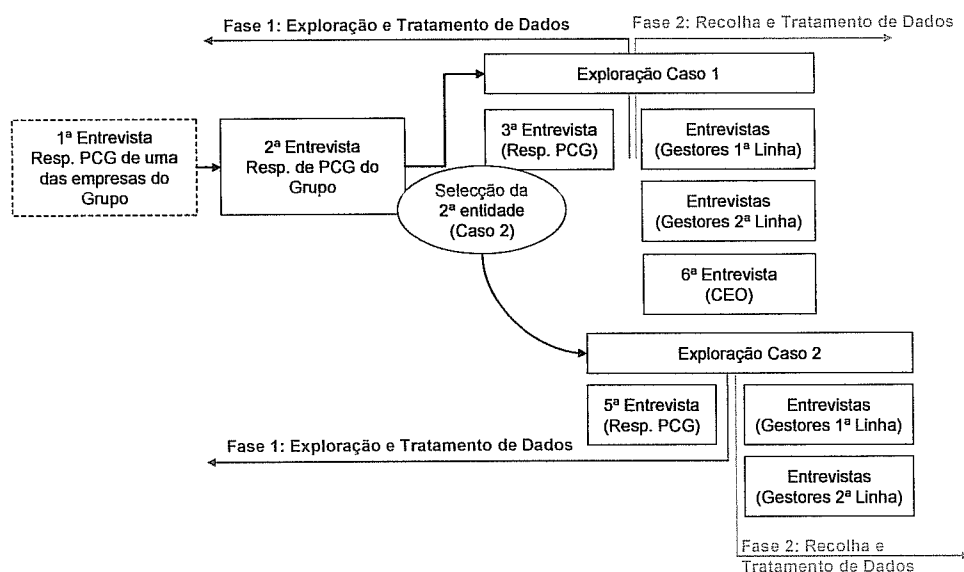 Fase 1: Exploração e Tratamento de Dados
Fase 2: Recolha e Tratamento de Dados
Exploração Caso 1
1ª Entrevista
Resp. PCG de uma
das empresas do
Grupo
2ª Entrevista
Resp. de PCG do
Grupo
3ª Entrevista
(Resp. PCG)
Entrevistas
(Gestores 1ª Linha)
Selecção da
2ª entidade
(Caso 2)
Entrevistas
(Gestores 2ª Linha)
6ª Entrevista
(CEO)
Exploração Caso 2
5ª Entrevista
(Resp. PCG)
Entrevistas
(Gestores 1ª Linha)
Fase 1: Exploração e Tratamento de Dados
Entrevistas
(Gestores 2ª Linha)
Fase 2: Recolha e
Tratamento de Dados